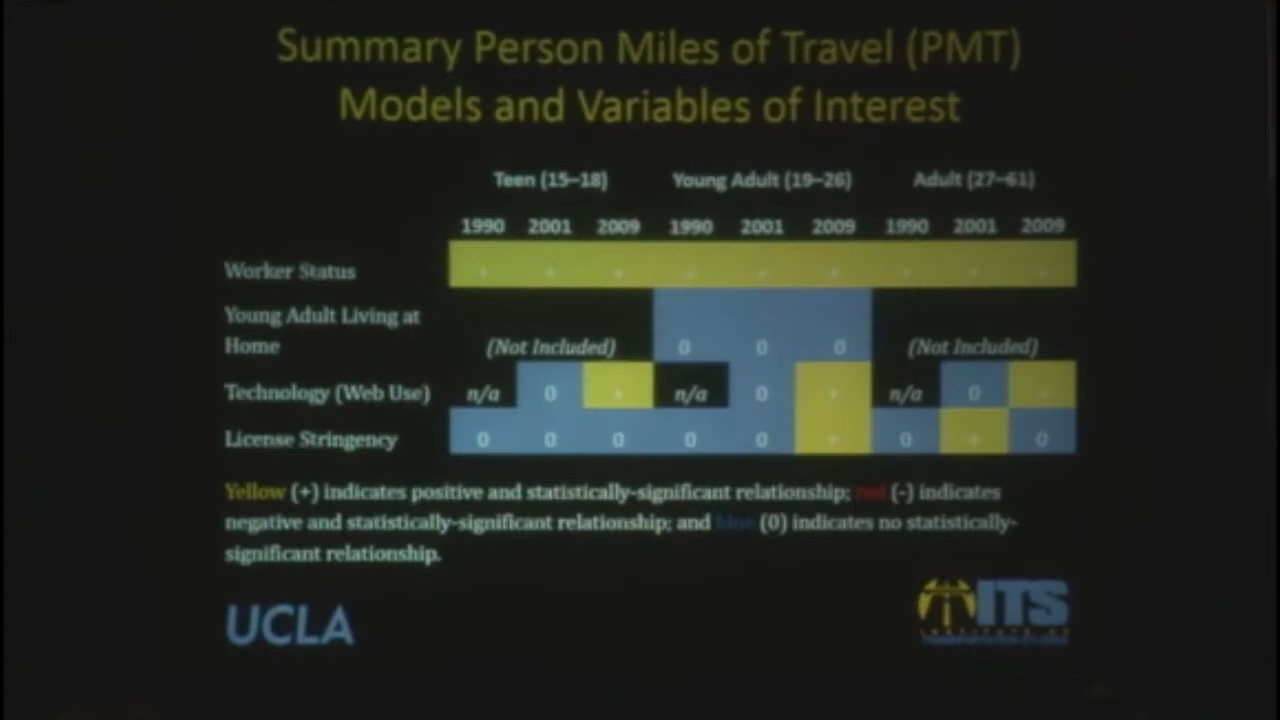 Summary Person Miles of Travel (PMT)
Models and Variables of Interest
Teen (15–18) Young Adult (19–26) Adult (27–61)
1990 2001 2009 1990 2001 2009 1990 2001 2009
Worker Status + + + + + + + + +
Young Adult Living at
Home (Not Included) 0 0 0 (Not Included)
Technology (Web Use) n/a 0 + n/a 0 + n/a 0 +
License Stringency 0 0 0 0 0 + 0 + 0
Yellow (+) indicates positive and statistically-significant relationship; red (-) indicates
negative and statistically-significant relationship; and blue (0) indicates no statistically-
significant relationship.
UCLA
ITS
INSTITUTE OF
TRANSPORTATION STUDIES